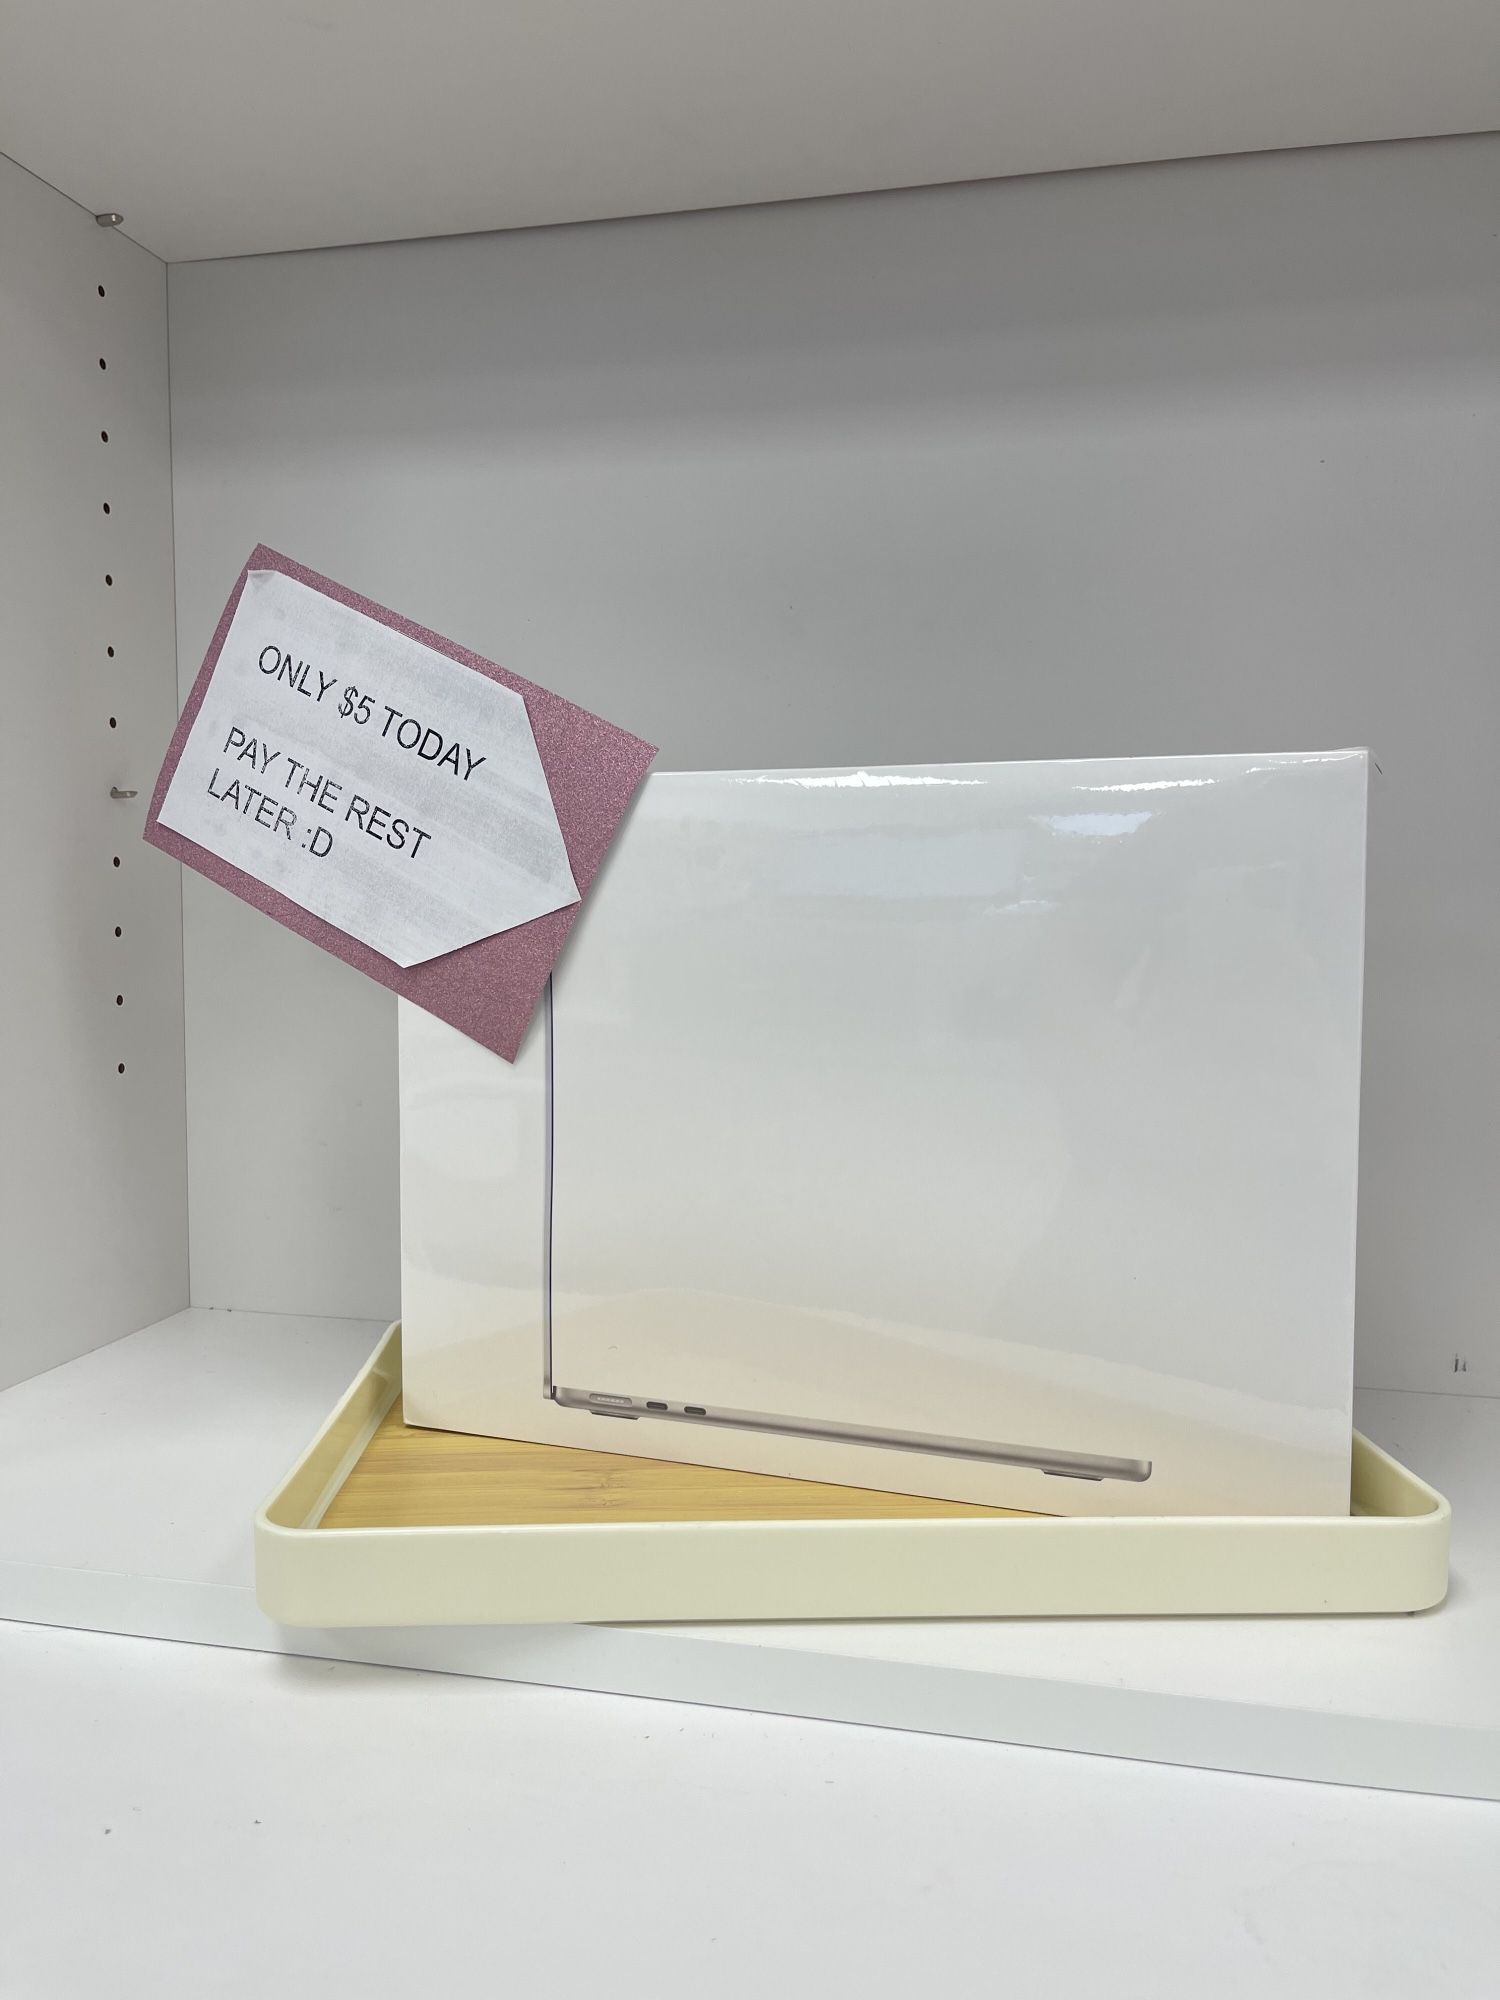 ONLY $5 TODAY
PAY THE REST
LATER :D